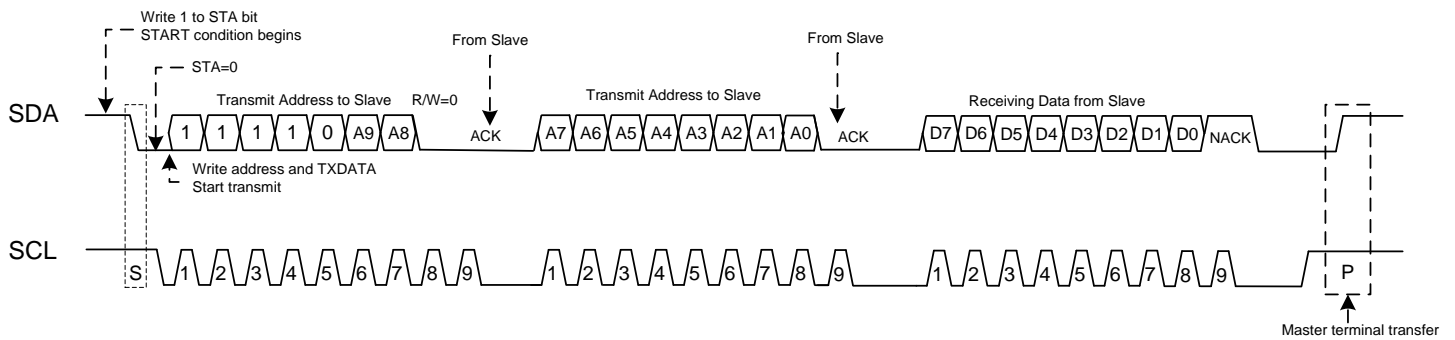 Write 1 to STA bit
START condition begins
STA=0
From Slave
From Slave
Transmit Address to Slave R/W=0
Transmit Address to Slave
Receiving Data from Slave
SDA
1 1 1 1 0 A9 A8 ACK A7 A6 A5 A4 A3 A2 A1 A0 ACK D7 D6 D5 D4 D3 D2 D1 D0 NACK
Write address and TXDATA
Start transmit
SCL
S 1 2 3 4 5 6 7 8 9 1 2 3 4 5 6 7 8 9 1 2 3 4 5 6 7 8 9 P
Master terminal transfer